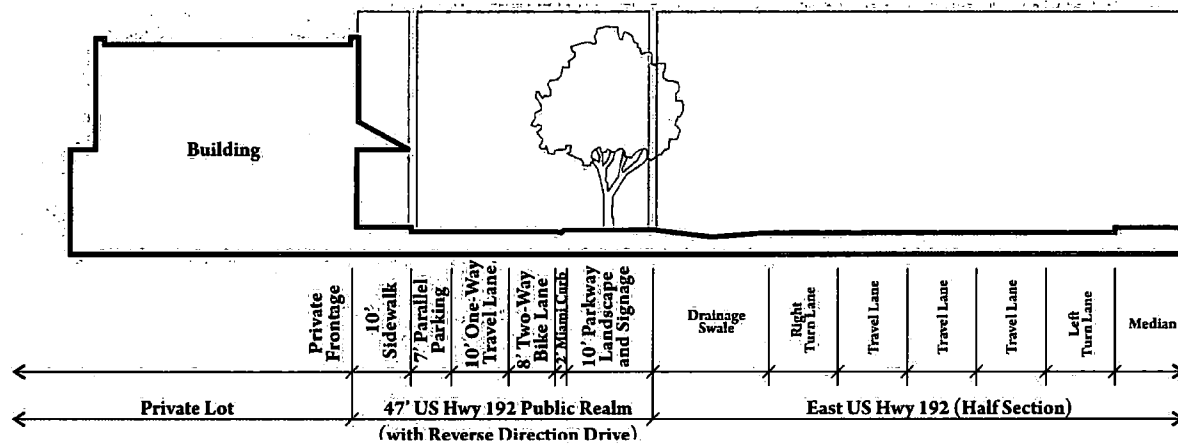 Building
Private
Frontage
10'
Sidewalk
7' Parallel
Parking
10' One-Way
Travel Lane
8' Two-Way
Bike Lane
2' Miami Curb
10' Parkway
Landscape
and Signage
Drainage
Swale
Right
Turn Lane
Travel Lane
Travel Lane
Travel Lane
Left
Turn Lane
Median
Private Lot
47' US Hwy 192 Public Realm
(with Reverse Direction Drive)
East US Hwy 192 (Half Section)